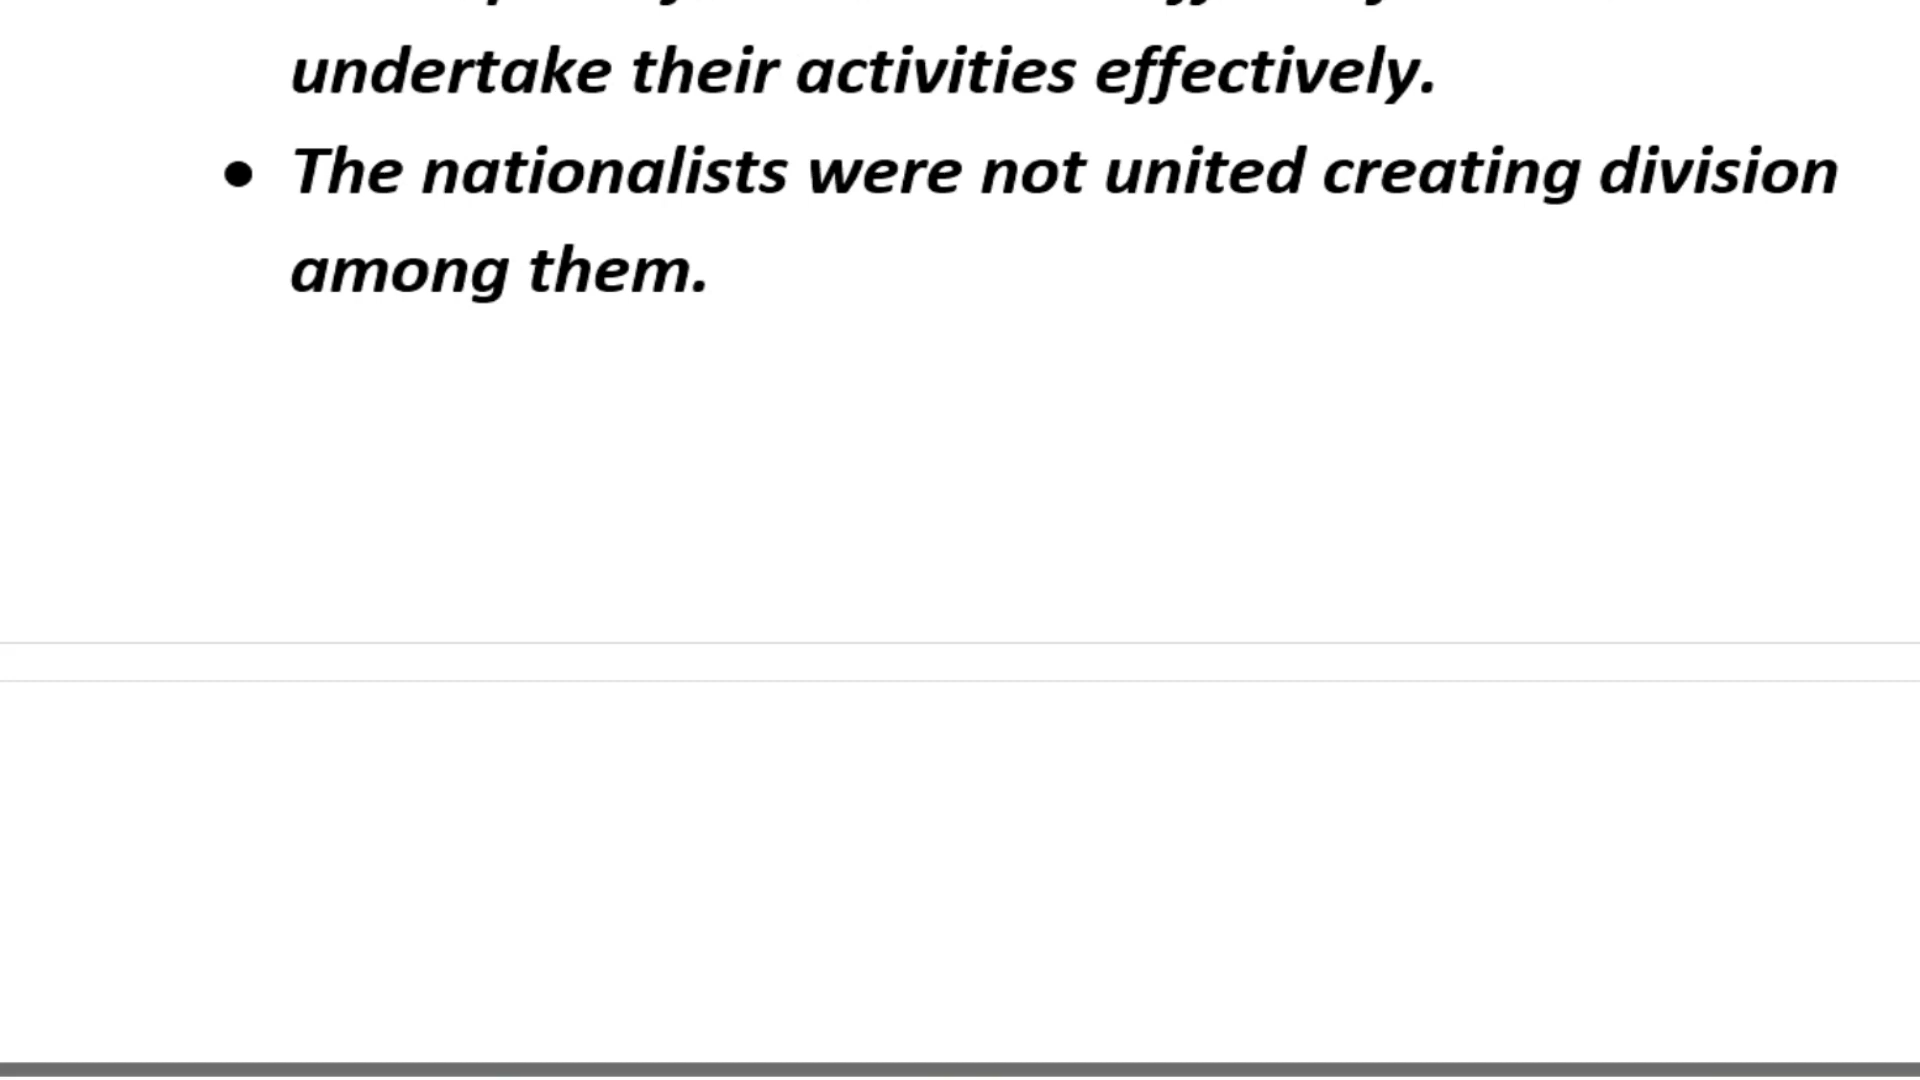 undertake their activities effectively.
• The nationalists were not united creating division
among them.